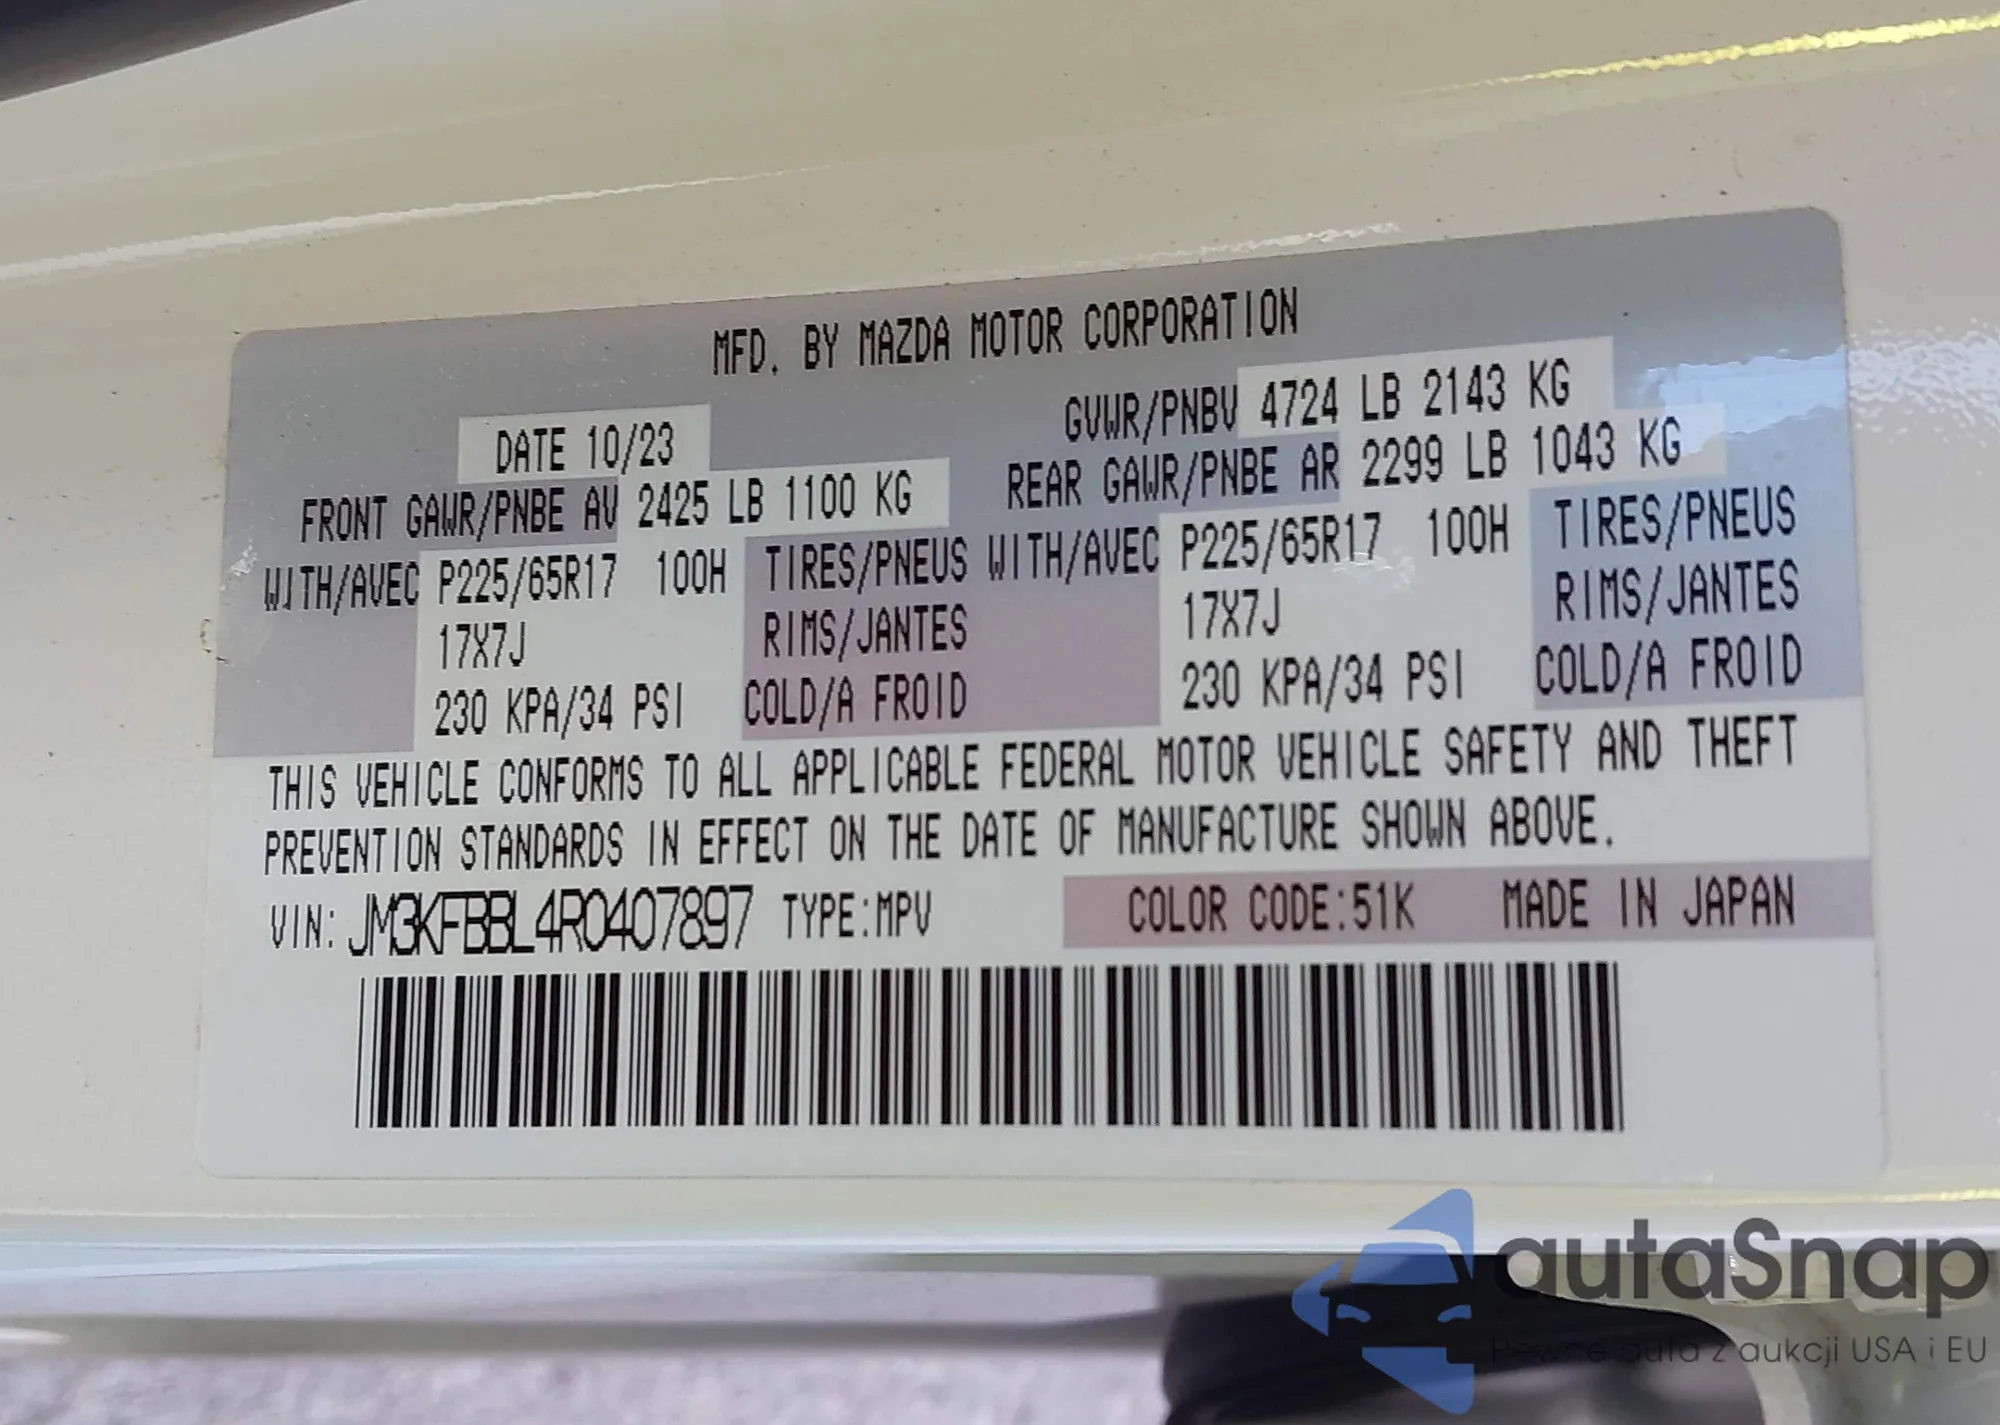 MFD. BY MAZDA MOTOR CORPORATION
DATE 10/23 GVWR/PNBV 4724 LB 2143 KG
FRONT GAWR/PNBE AV 2425 LB 1100 KG REAR GAWR/PNBE AR 2299 LB 1043 KG
WITH/AVEC P225/65R17 100H TIRES/PNEUS WITH/AVEC P225/65R17 100H TIRES/PNEUS
17X7J RIMS/JANTES 17X7J RIMS/JANTES
230 KPA/34 PSI COLD/A FROID 230 KPA/34 PSI COLD/A FROID
THIS VEHICLE CONFORMS TO ALL APPLICABLE FEDERAL MOTOR VEHICLE SAFETY AND THEFT
PREVENTION STANDARDS IN EFFECT ON THE DATE OF MANUFACTURE SHOWN ABOVE.
VIN: JM3KFBBL4R0407897 TYPE:MPV COLOR CODE:51K MADE IN JAPAN
autaSnap
Pewne auta z aukcji USA i EU